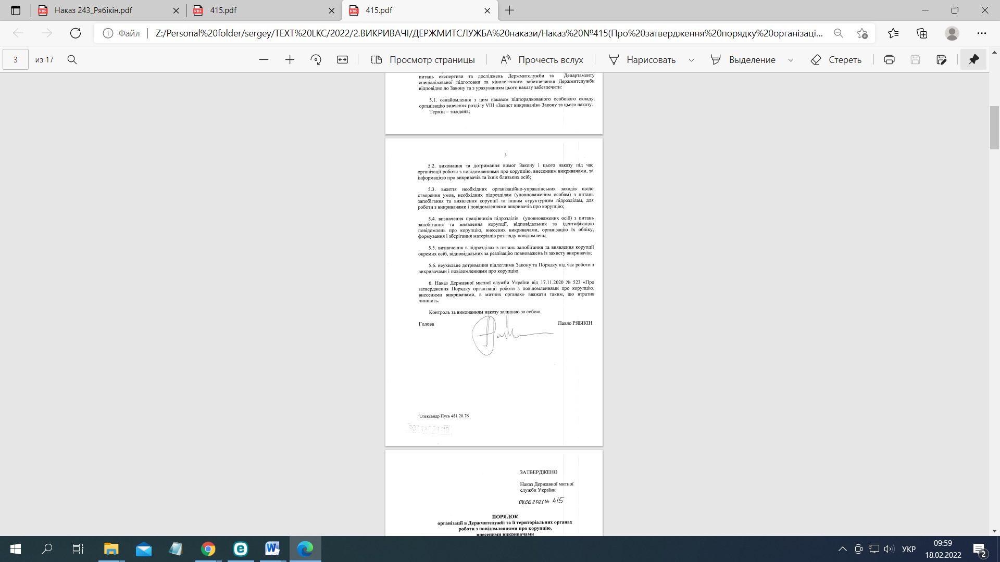 Наказ 243_Рябікін.pdf
415.pdf
415.pdf
Файл
Z:/Personal%20folder/sergey/TEXT%20LKC/2022/2.ВИКРИВАЧІ/ДЕРЖМИТСЛУЖБА%20накази/Наказ%20№415(Про%20затвердження%20порядку%20організаці...
3
из 17
Просмотр страницы
Прочесть вслух
Нарисовать
Выделение
Стереть
питань експертизи та досліджень Держмитслужби та Департаменту
спеціалізованої підготовки та кінологічного забезпечення Держмитслужби
відповідно до Закону та з урахуванням цього наказу забезпечити:
5.1. ознайомлення з цим наказом підпорядкованого особового складу,
організацію вивчення розділу VIII «Захист викривачів» Закону та цього наказу.
Термін – тиждень;
3
5.2. виконання та дотримання вимог Закону і цього наказу під час
організації роботи з повідомленнями про корупцію, внесеним викривачами, та
інформацією про викривачів та їхніх близьких осіб;
5.3. вжиття необхідних організаційно-управлінських заходів щодо
створення умов, необхідних підрозділам (уповноваженим особам) з питань
запобігання та виявлення корупції та іншим структурним підрозділам, для
роботи з викривачами і повідомленнями викривачів про корупцію;
5.4. визначення працівників підрозділів (уповноважених осіб) з питань
запобігання та виявлення корупції, відповідальних за ідентифікацію
повідомлень про корупцію, внесених викривачами, організацію їх обліку,
формування і зберігання матеріалів розгляду повідомлень;
5.5. визначення в підрозділах з питань запобігання та виявлення корупції
окремих осіб, відповідальних за реалізацію повноважень із захисту викривачів;
5.6. неухильне дотримання підлеглими Закону та Порядку під час роботи з
викривачами і повідомленнями про корупцію.
6. Наказ Державної митної служби України від 17.11.2020 № 523 «Про
затвердження Порядку організації роботи з повідомленнями про корупцію,
внесеними викривачами, в митних органах» вважати таким, що втратив
чинність.
Контроль за виконанням наказу залишаю за собою.
Голова
Павло РЯБІКІН
Олександр Пусь 481 20 76
ЗАТВЕРДЖЕНО
Наказ Державної митної
служби України
04.06.2021 № 415
ПОРЯДОК
організації в Держмитслужбі та її територіальних органах
роботи з повідомленнями про корупцію,
внесеними викривачами
УКР
09:59
18.02.2022
2